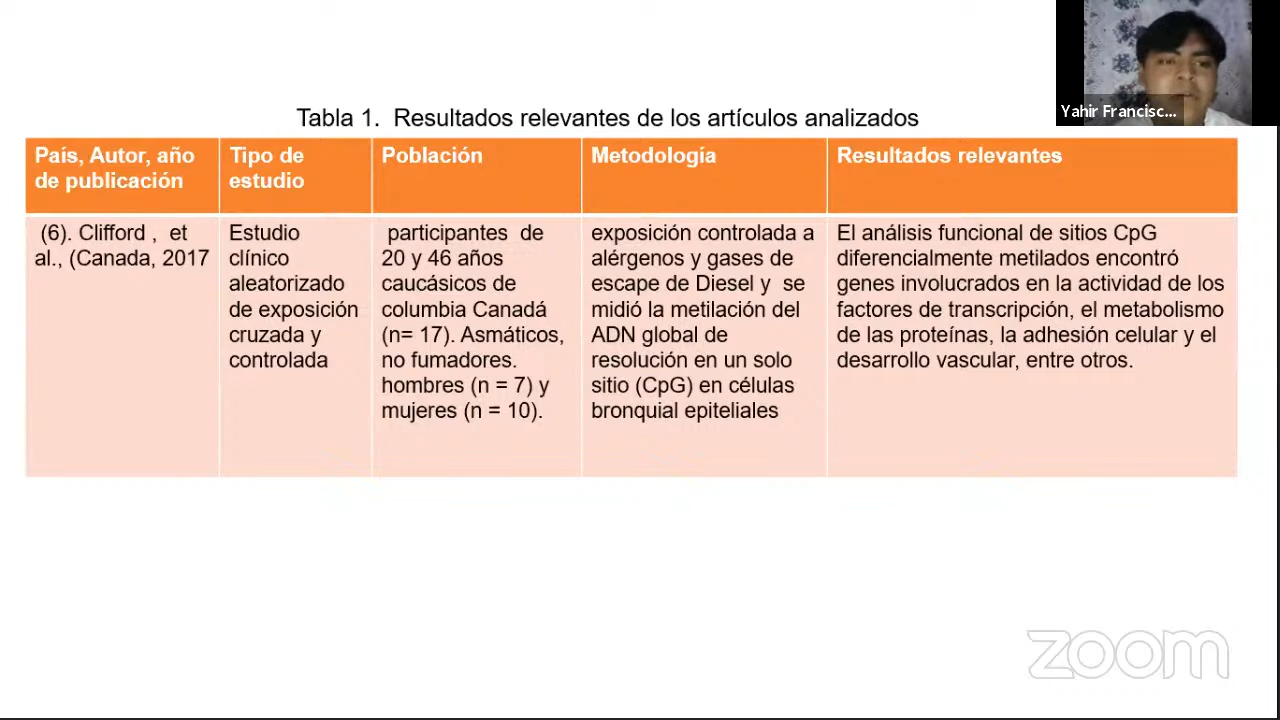 Yahir Francisc...
Tabla 1.  Resultados relevantes de los artículos analizados
País, Autor, año
de publicación
Tipo de
estudio
Población
Metodología
Resultados relevantes
(6). Clifford ,  et
al., (Canada, 2017
Estudio
clínico
aleatorizado
de exposición
cruzada y
controlada
participantes  de
20 y 46 años
caucásicos de
columbia Canadá
(n= 17). Asmáticos,
no fumadores.
hombres (n = 7) y
mujeres (n = 10).
exposición controlada a
alérgenos y gases de
escape de Diesel y  se
midió la metilación del
ADN global de
resolución en un solo
sitio (CpG) en células
bronquial epiteliales
El análisis funcional de sitios CpG
diferencialmente metilados encontró
genes involucrados en la actividad de los
factores de transcripción, el metabolismo
de las proteínas, la adhesión celular y el
desarrollo vascular, entre otros.
zoom